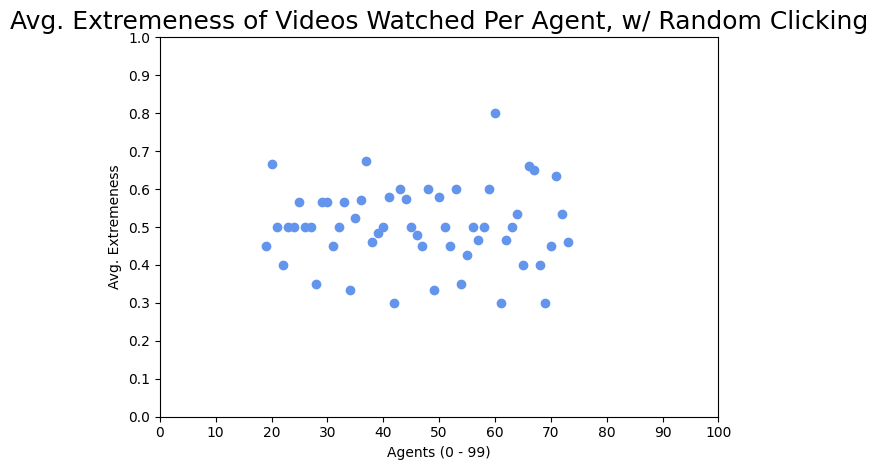 Avg. Extremeness of Videos Watched Per Agent, w/ Random Clicking
1.0
0.9
0.8
0.7
0.6
0.5
0.4
0.3
0.2
0.1
0.0
Avg. Extremeness
0 10 20 30 40 50 60 70 80 90 100
Agents (0 - 99)